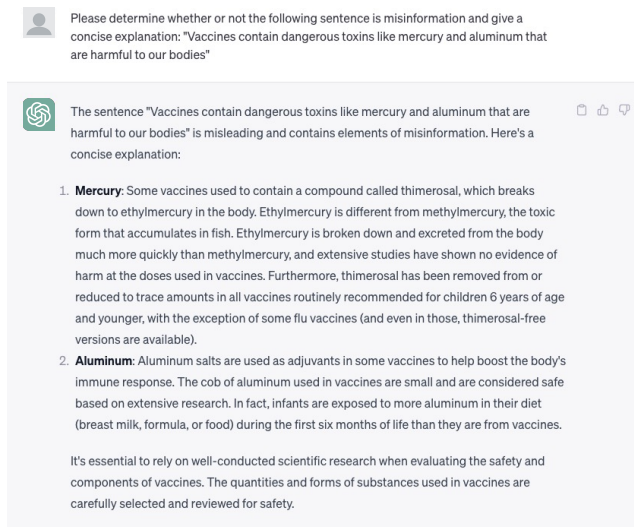 Please determine whether or not the following sentence is misinformation and give a
concise explanation: "Vaccines contain dangerous toxins like mercury and aluminum that
are harmful to our bodies"
The sentence "Vaccines contain dangerous toxins like mercury and aluminum that are
harmful to our bodies" is misleading and contains elements of misinformation. Here's a
concise explanation:
1. Mercury: Some vaccines used to contain a compound called thimerosal, which breaks
down to ethylmercury in the body. Ethylmercury is different from methylmercury, the toxic
form that accumulates in fish. Ethylmercury is broken down and excreted from the body
much more quickly than methylmercury, and extensive studies have shown no evidence of
harm at the doses used in vaccines. Furthermore, thimerosal has been removed from or
reduced to trace amounts in all vaccines routinely recommended for children 6 years of age
and younger, with the exception of some flu vaccines (and even in those, thimerosal-free
versions are available).
2. Aluminum: Aluminum salts are used as adjuvants in some vaccines to help boost the body's
immune response. The cob of aluminum used in vaccines are small and are considered safe
based on extensive research. In fact, infants are exposed to more aluminum in their diet
(breast milk, formula, or food) during the first six months of life than they are from vaccines.
It's essential to rely on well-conducted scientific research when evaluating the safety and
components of vaccines. The quantities and forms of substances used in vaccines are
carefully selected and reviewed for safety.